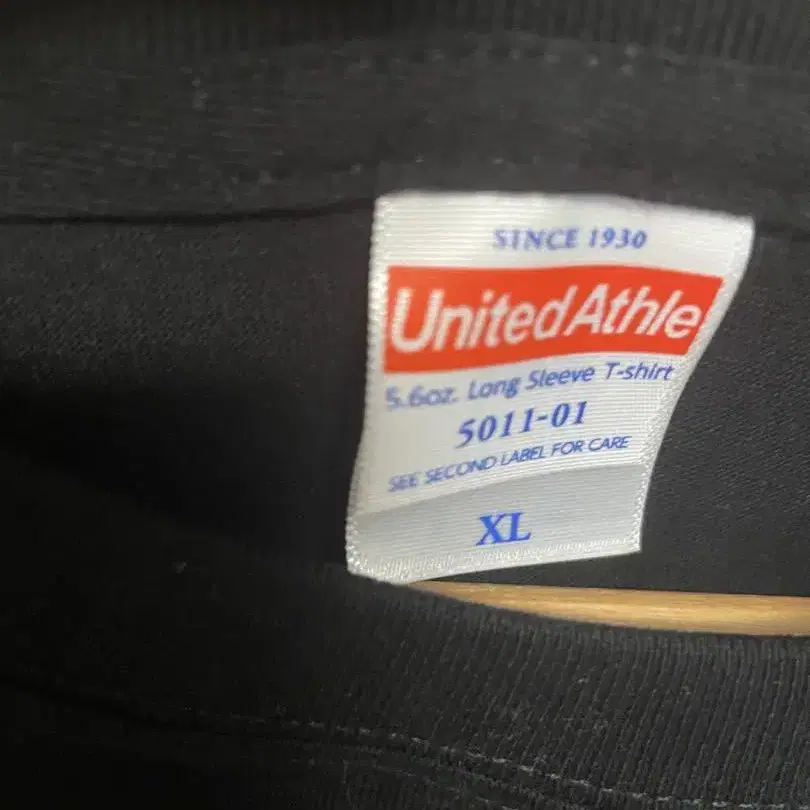 SINCE 1930
UnitedAthle
5.6oz. Long Sleeve T-shirt
5011-01
SEE SECOND LABEL FOR CARE
XL